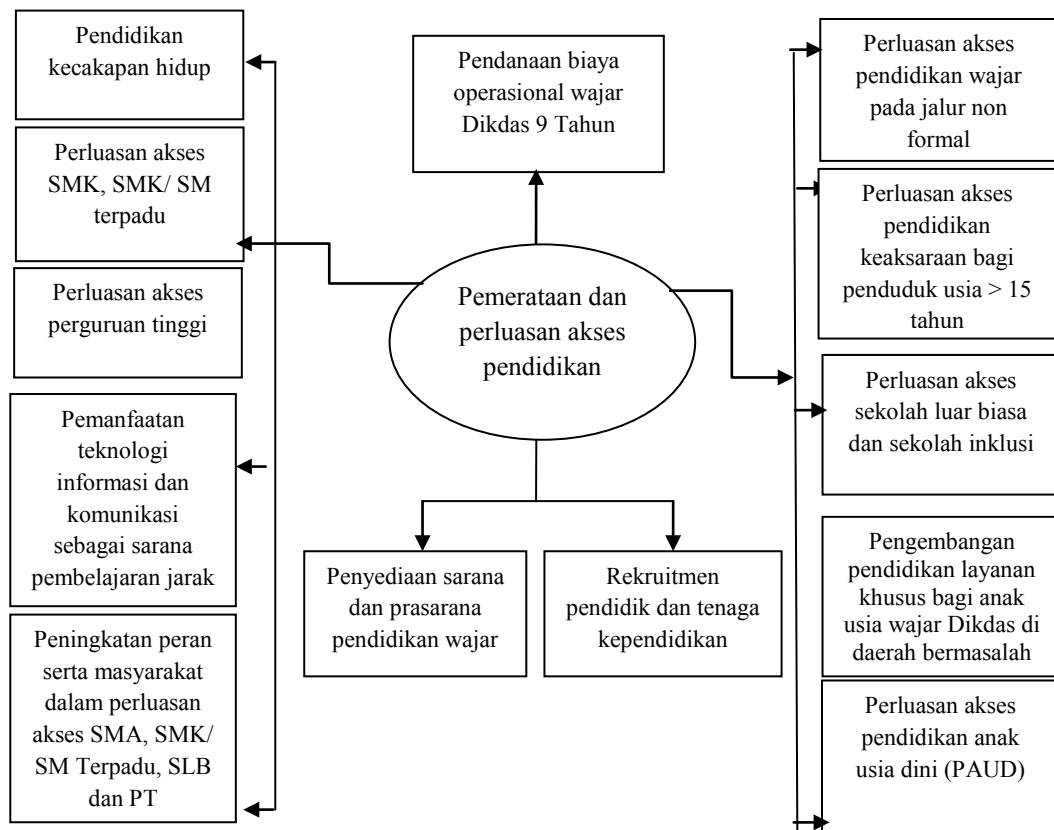 Pendidikan
kecakapan hidup
Perluasan akses
SMK, SMK/ SM
terpadu
Perluasan akses
perguruan tinggi
Pemanfaatan
teknologi
informasi dan
komunikasi
sebagai sarana
pembelajaran jarak
Peningkatan peran
serta masyarakat
dalam perluasan
akses SMA, SMK/
SM Terpadu, SLB
dan PT
Pendanaan biaya
operasional wajar
Dikdas 9 Tahun
Pemerataan dan
perluasan akses
pendidikan
Penyediaan sarana
dan prasarana
pendidikan wajar
Rekruitmen
pendidik dan tenaga
kependidikan
Perluasan akses
pendidikan wajar
pada jalur non
formal
Perluasan akses
pendidikan
keaksaraan bagi
penduduk usia > 15
tahun
Perluasan akses
sekolah luar biasa
dan sekolah inklusi
Pengembangan
pendidikan layanan
khusus bagi anak
usia wajar Dikdas di
daerah bermasalah
Perluasan akses
pendidikan anak
usia dini (PAUD)